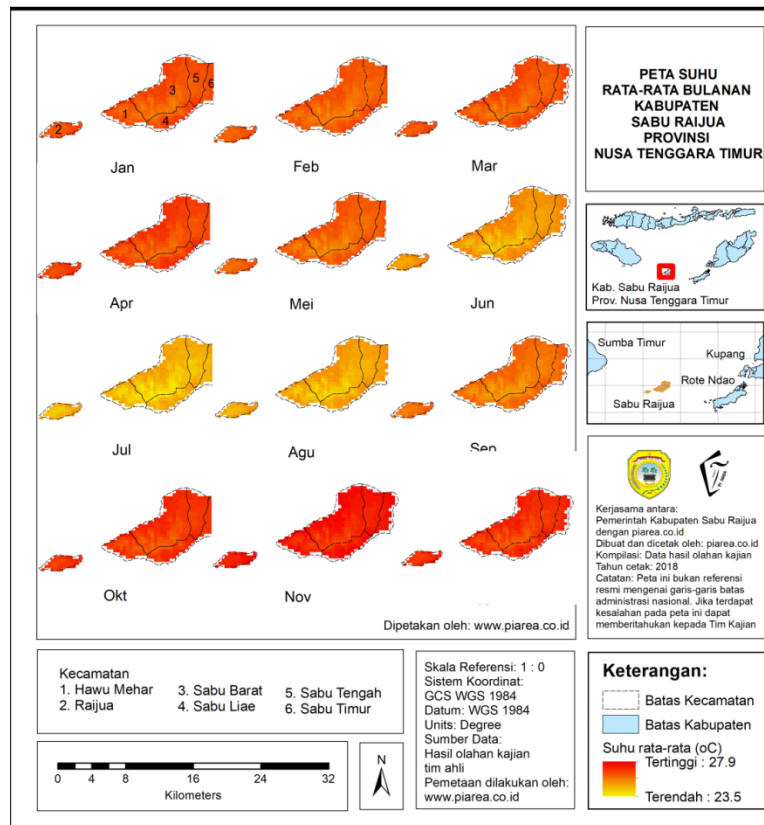 PETA SUHU
RATA-RATA BULANAN
KABUPATEN
SABU RAIJUA
PROVINSI
NUSA TENGGARA TIMUR
1
2
3
4
5
6
Jan
Feb
Mar
Apr
Mei
Jun
Jul
Agu
Sep
Okt
Nov
Dipetakan oleh: www.piarea.co.id
Kab. Sabu Raijua
Prov. Nusa Tenggara Timur
Sumba Timur
Kupang
Rote Ndao
Sabu Raijua
Kerjasama antara:
Pemerintah Kabupaten Sabu Raijua
dengan piarea.co.id
Dibuat dan dicetak oleh: piarea.co.id
Kompilasi: Data hasil olahan kajian
Tahun cetak: 2018
Catatan: Peta ini bukan referensi
resmi mengenai garis-garis batas
administrasi nasional. Jika terdapat
kesalahan pada peta ini dapat
memberitahukan kepada Tim Kajian
Kecamatan
1. Hawu Mehar
2. Raijua
3. Sabu Barat
4. Sabu Liae
5. Sabu Tengah
6. Sabu Timur
0 2 4 8 16 24 32
Kilometers
N
Skala Referensi: 1 : 0
Sistem Koordinat:
GCS WGS 1984
Datum: WGS 1984
Units: Degree
Sumber Data:
Hasil olahan kajian
tim ahli
Pemetaan dilakukan oleh:
www.piarea.co.id
Keterangan:
Batas Kecamatan
Batas Kabupaten
Suhu rata-rata (oC)
Tertinggi : 27.9
Terendah : 23.5